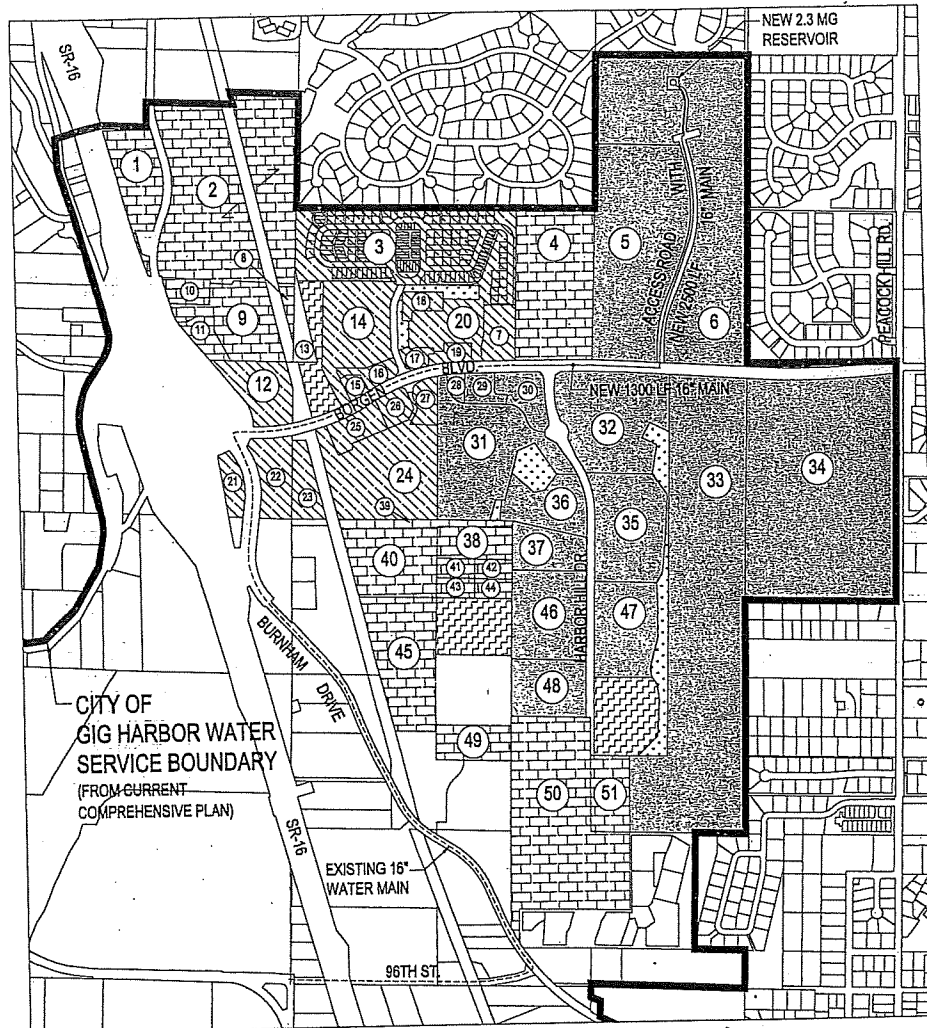 NEW 2.3 MG
RESERVOIR
SR-16
1
2
3
4
5
6
ACCESS ROAD WITH
(NEW 2,500 LF) 16" MAIN
PEACOCK HILL RD.
8
10
9
11
13
14
18
20
7
12
15
16
17
19
BORGEN BLVD
28
29
30
NEW 1300 LF 16" MAIN
25
26
27
31
32
33
34
21
22
23
24
39
36
35
38
37
40
41
42
43
44
46
47
HARBOR HILL DR
45
48
BURNHAM
DRIVE
49
50
51
CITY OF
GIG HARBOR WATER
SERVICE BOUNDARY
(FROM CURRENT
COMPREHENSIVE PLAN)
SR-16
EXISTING 16"
WATER MAIN
96TH ST.